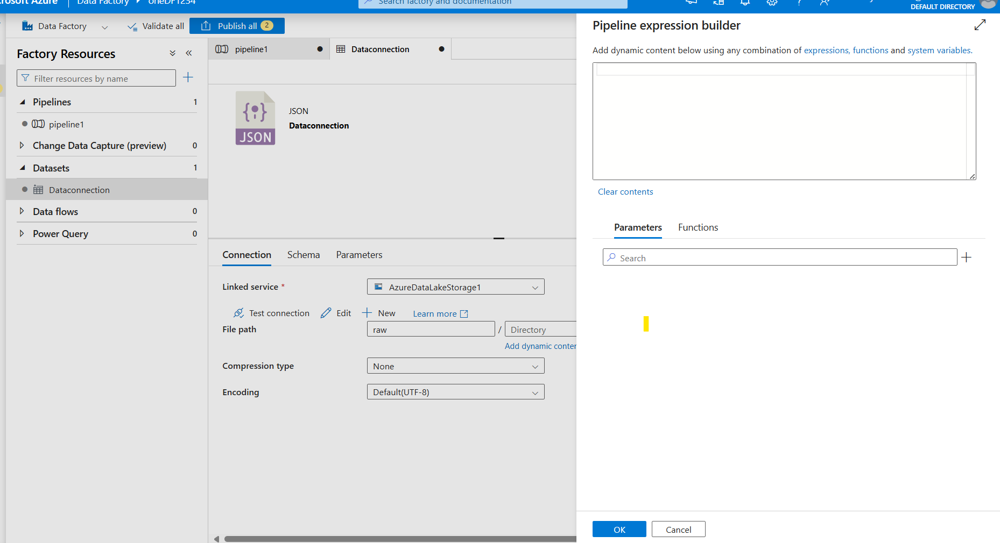 Data Factory
oneDF1234
Search factory and documentation
DEFAULT DIRECTORY
Data Factory
Validate all
Publish all 2
Factory Resources
Filter resources by name
Pipelines 1
pipeline1
Change Data Capture (preview) 0
Datasets 1
Dataconnection
Data flows 0
Power Query 0
pipeline1
Dataconnection
JSON
JSON
Dataconnection
Connection Schema Parameters
Linked service *
AzureDataLakeStorage1
Test connection Edit New Learn more
File path raw / Directory
Add dynamic conten
Compression type None
Encoding Default(UTF-8)
Pipeline expression builder
Add dynamic content below using any combination of expressions, functions and system variables.
Clear contents
Parameters Functions
Search
OK Cancel